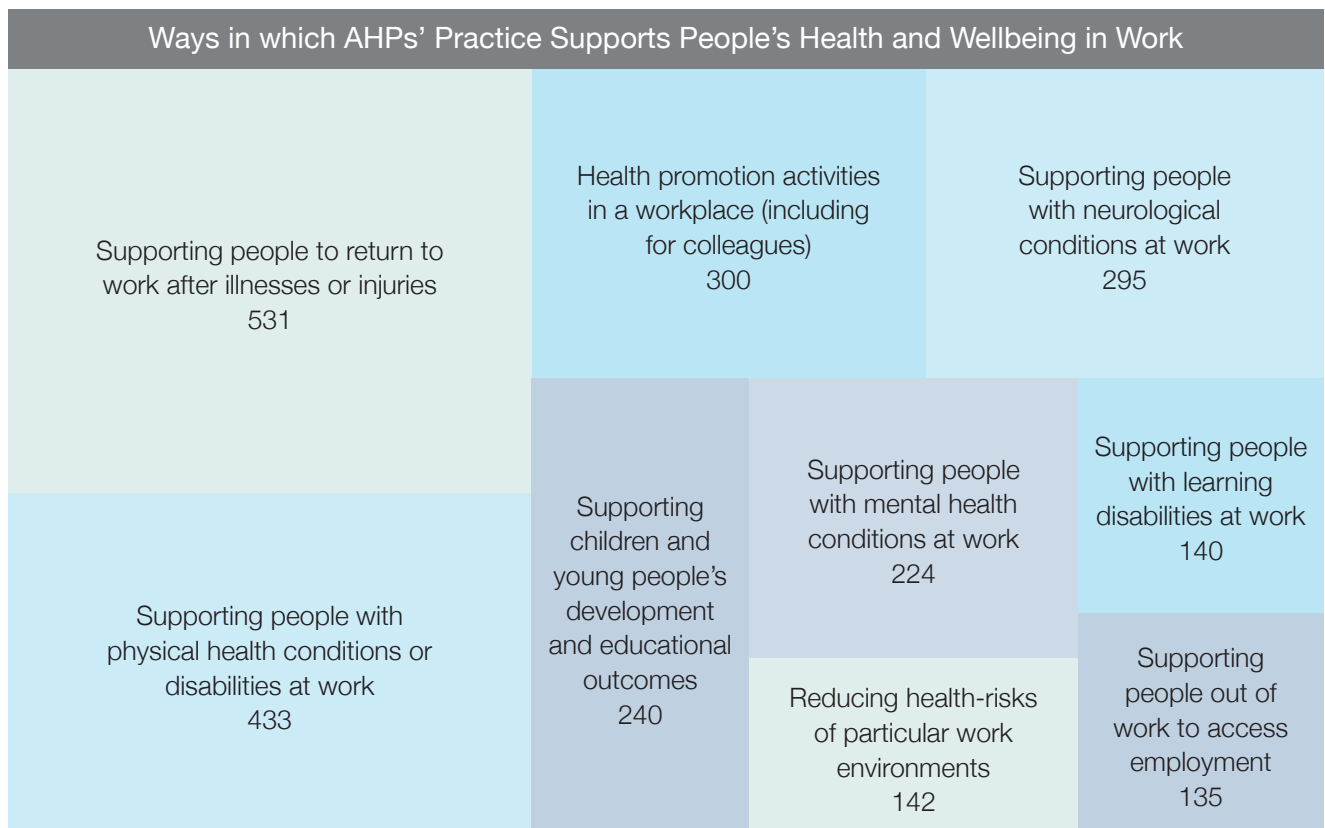 Ways in which AHPs’ Practice Supports People’s Health and Wellbeing in Work
Supporting people to return to
work after illnesses or injuries
531
Health promotion activities
in a workplace (including
for colleagues)
300
Supporting people
with neurological
conditions at work
295
Supporting people with
physical health conditions or
disabilities at work
433
Supporting
children and
young people’s
development
and educational
outcomes
240
Supporting people
with mental health
conditions at work
224
Supporting people
with learning
disabilities at work
140
Reducing health-risks
of particular work
environments
142
Supporting
people out of
work to access
employment
135